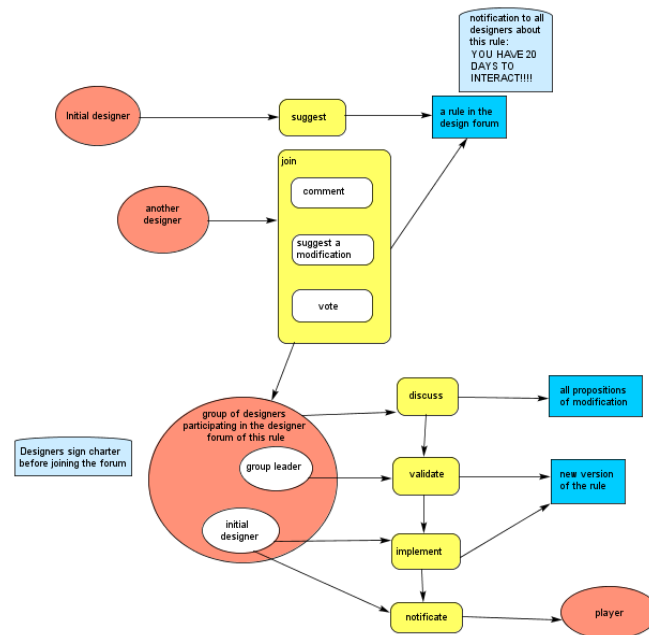 notification to all
designers about
this rule:
YOU HAVE 20
DAYS TO
INTERACT!!!!
Initial designer
suggest
a rule in the
design forum
join
comment
another
designer
suggest a
modification
vote
discuss
all propositions
of modification
group of designers
participating in the designer
forum of this rule
Designers sign charter
before joining the forum
group leader
validate
new version
of the rule
initial
designer
implement
notificate
player